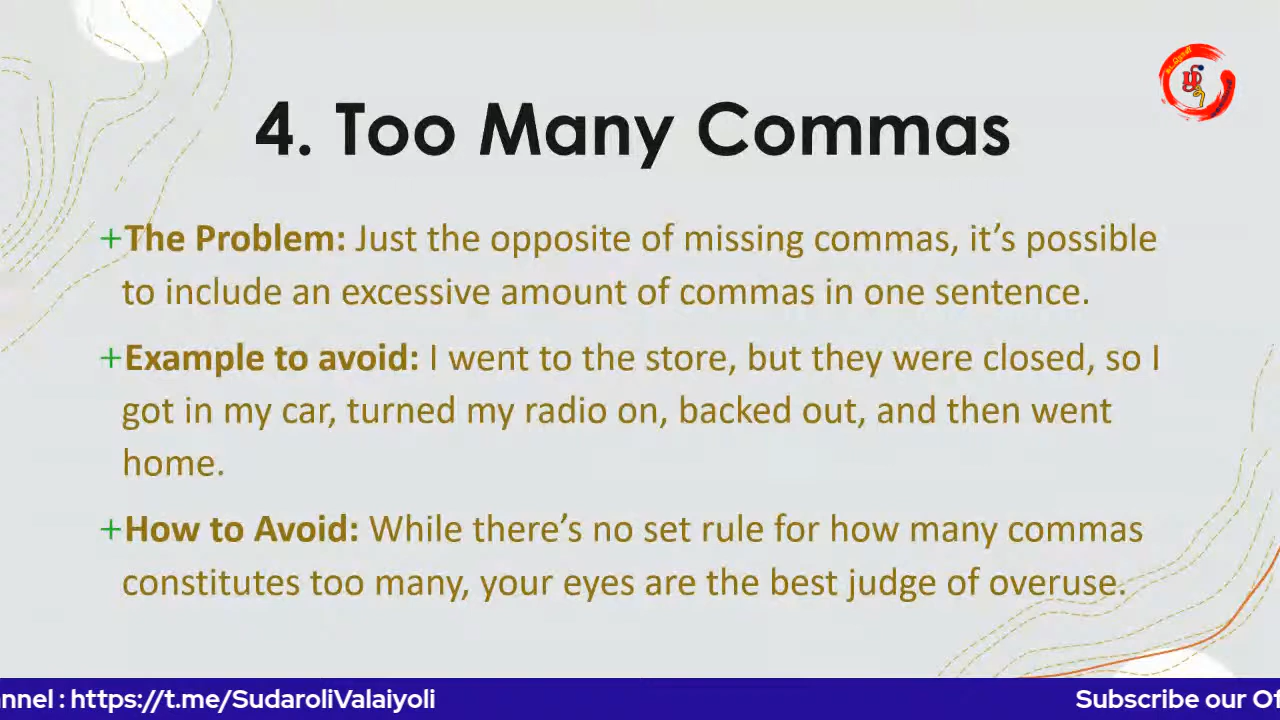 4. Too Many Commas
+The Problem: Just the opposite of missing commas, it’s possible
to include an excessive amount of commas in one sentence.
+Example to avoid: I went to the store, but they were closed, so I
got in my car, turned my radio on, backed out, and then went
home.
+How to Avoid: While there’s no set rule for how many commas
constitutes too many, your eyes are the best judge of overuse.
nnel : https://t.me/SudaroliValaiyoli
Subscribe our Of